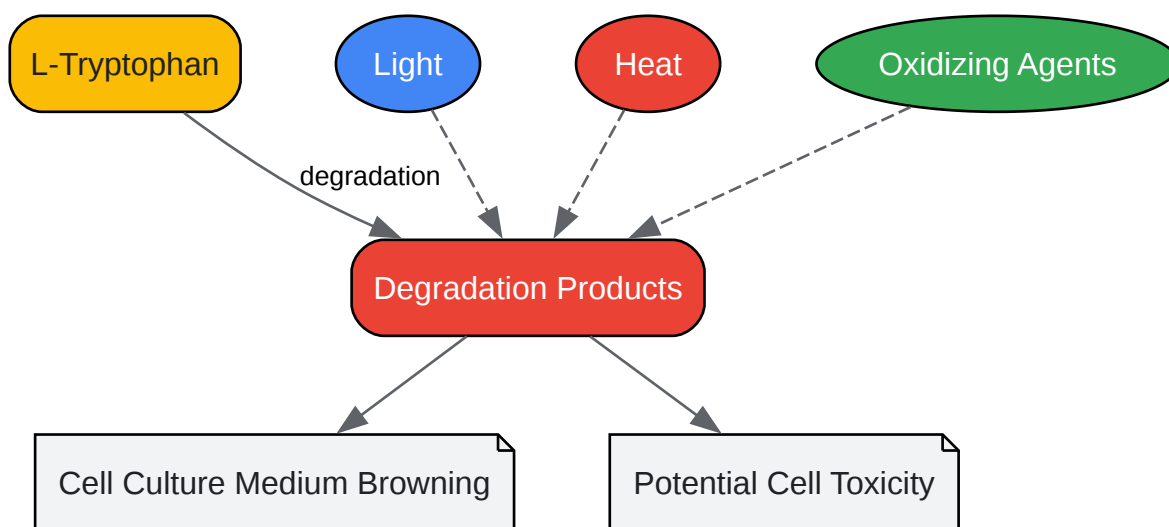 L-Tryptophan
Light
Heat
Oxidizing Agents
degradation
Degradation Products
Cell Culture Medium Browning
Potential Cell Toxicity